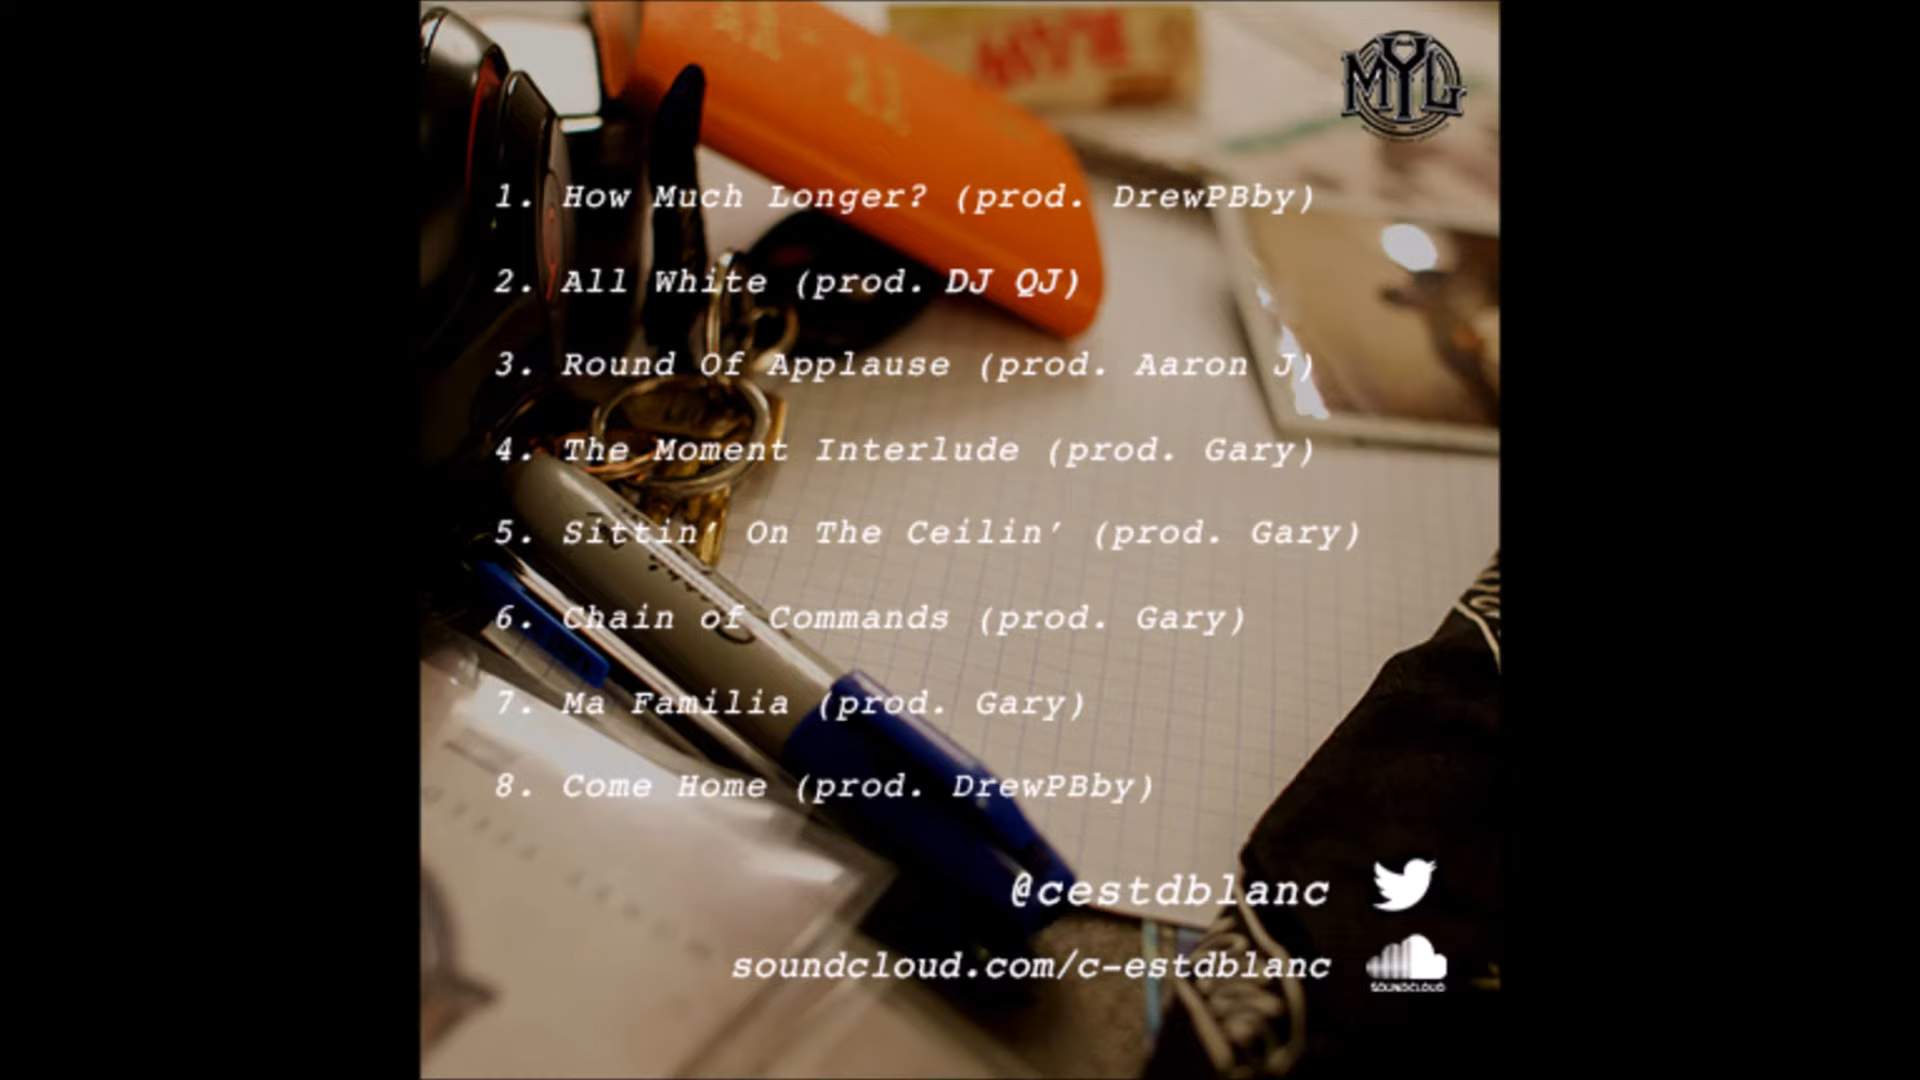 MYG
1. How Much Longer? (prod. DrewPBby)
2. All White (prod. DJ QJ)
3. Round Of Applause (prod. Aaron J)
4. The Moment Interlude (prod. Gary)
5. Sittin' On The Ceilin' (prod. Gary)
6. Chain of Commands (prod. Gary)
7. Ma Familia (prod. Gary)
8. Come Home (prod. DrewPBby)
@cestdblanc
soundcloud.com/c-estdblanc
SOUNDCLOUD